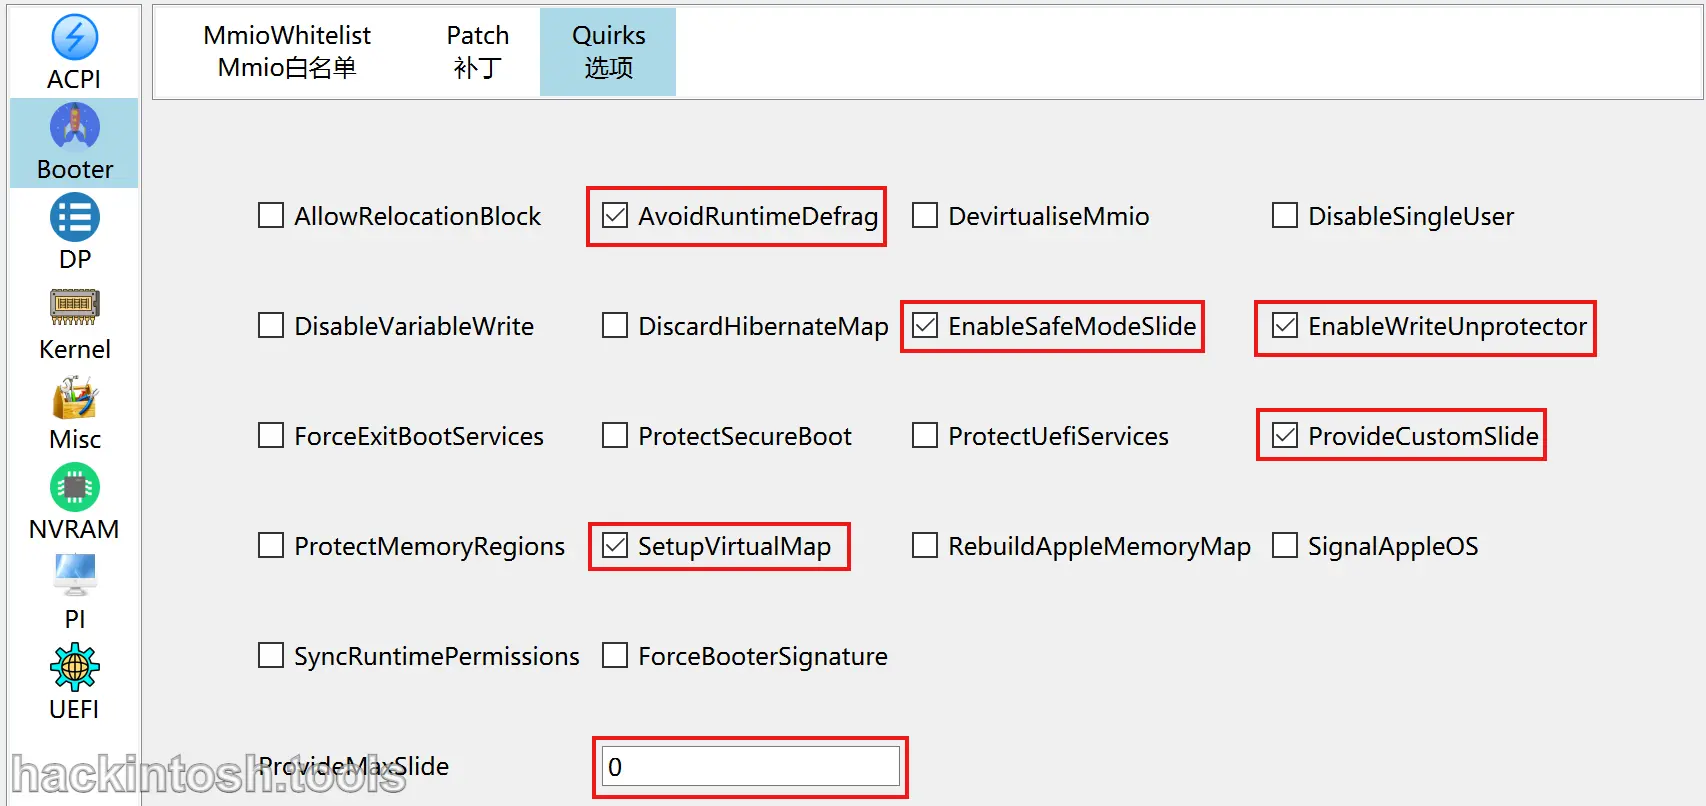 ACPI
Booter
DP
Kernel
Misc
NVRAM
PI
UEFI
MmioWhitelist
Mmio白名单
Patch
补丁
Quirks
选项
AllowRelocationBlock
AvoidRuntimeDefrag
DevirtualiseMmio
DisableSingleUser
DisableVariableWrite
DiscardHibernateMap
EnableSafeModeSlide
EnableWriteUnprotector
ForceExitBootServices
ProtectSecureBoot
ProtectUefiServices
ProvideCustomSlide
ProtectMemoryRegions
SetupVirtualMap
RebuildAppleMemoryMap
SignalAppleOS
SyncRuntimePermissions
ForceBooterSignature
ProvideMaxSlide
0
hackintosh.tools